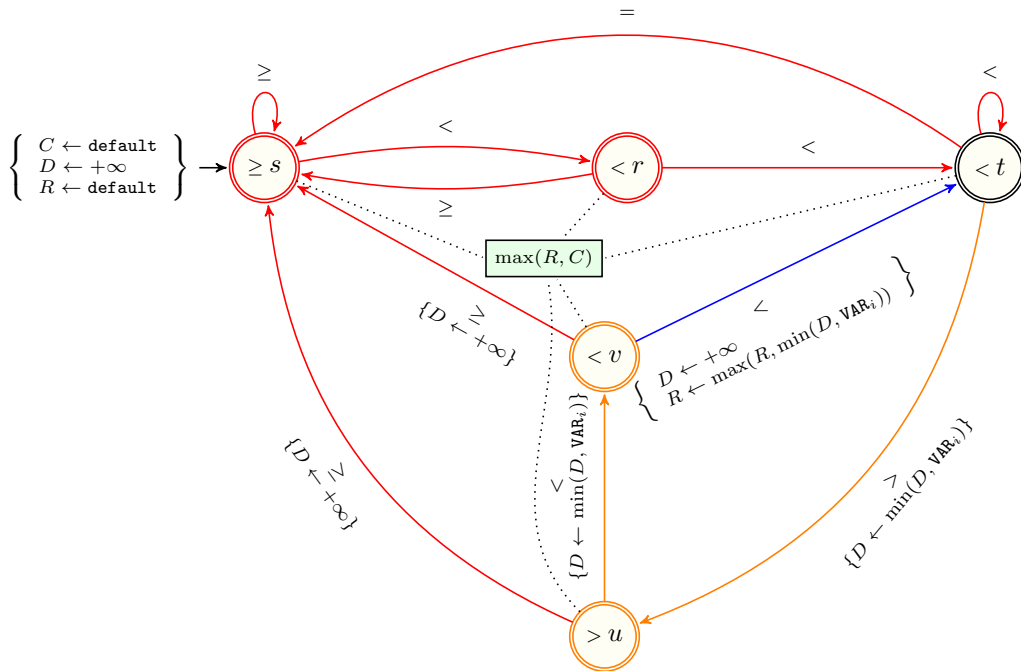 =
≥
<
C ← default
D ← +∞
R ← default
≥ s
<
< r
<
< t
≥
max(R, C)
≥
{D ← +∞}
< v
<
D ← +∞
R ← max(R, min(D, VAR_i))
≥
{D ← +∞}
<
{D ← min(D, VAR_i)}
>
{D ← min(D, VAR_i)}
> u